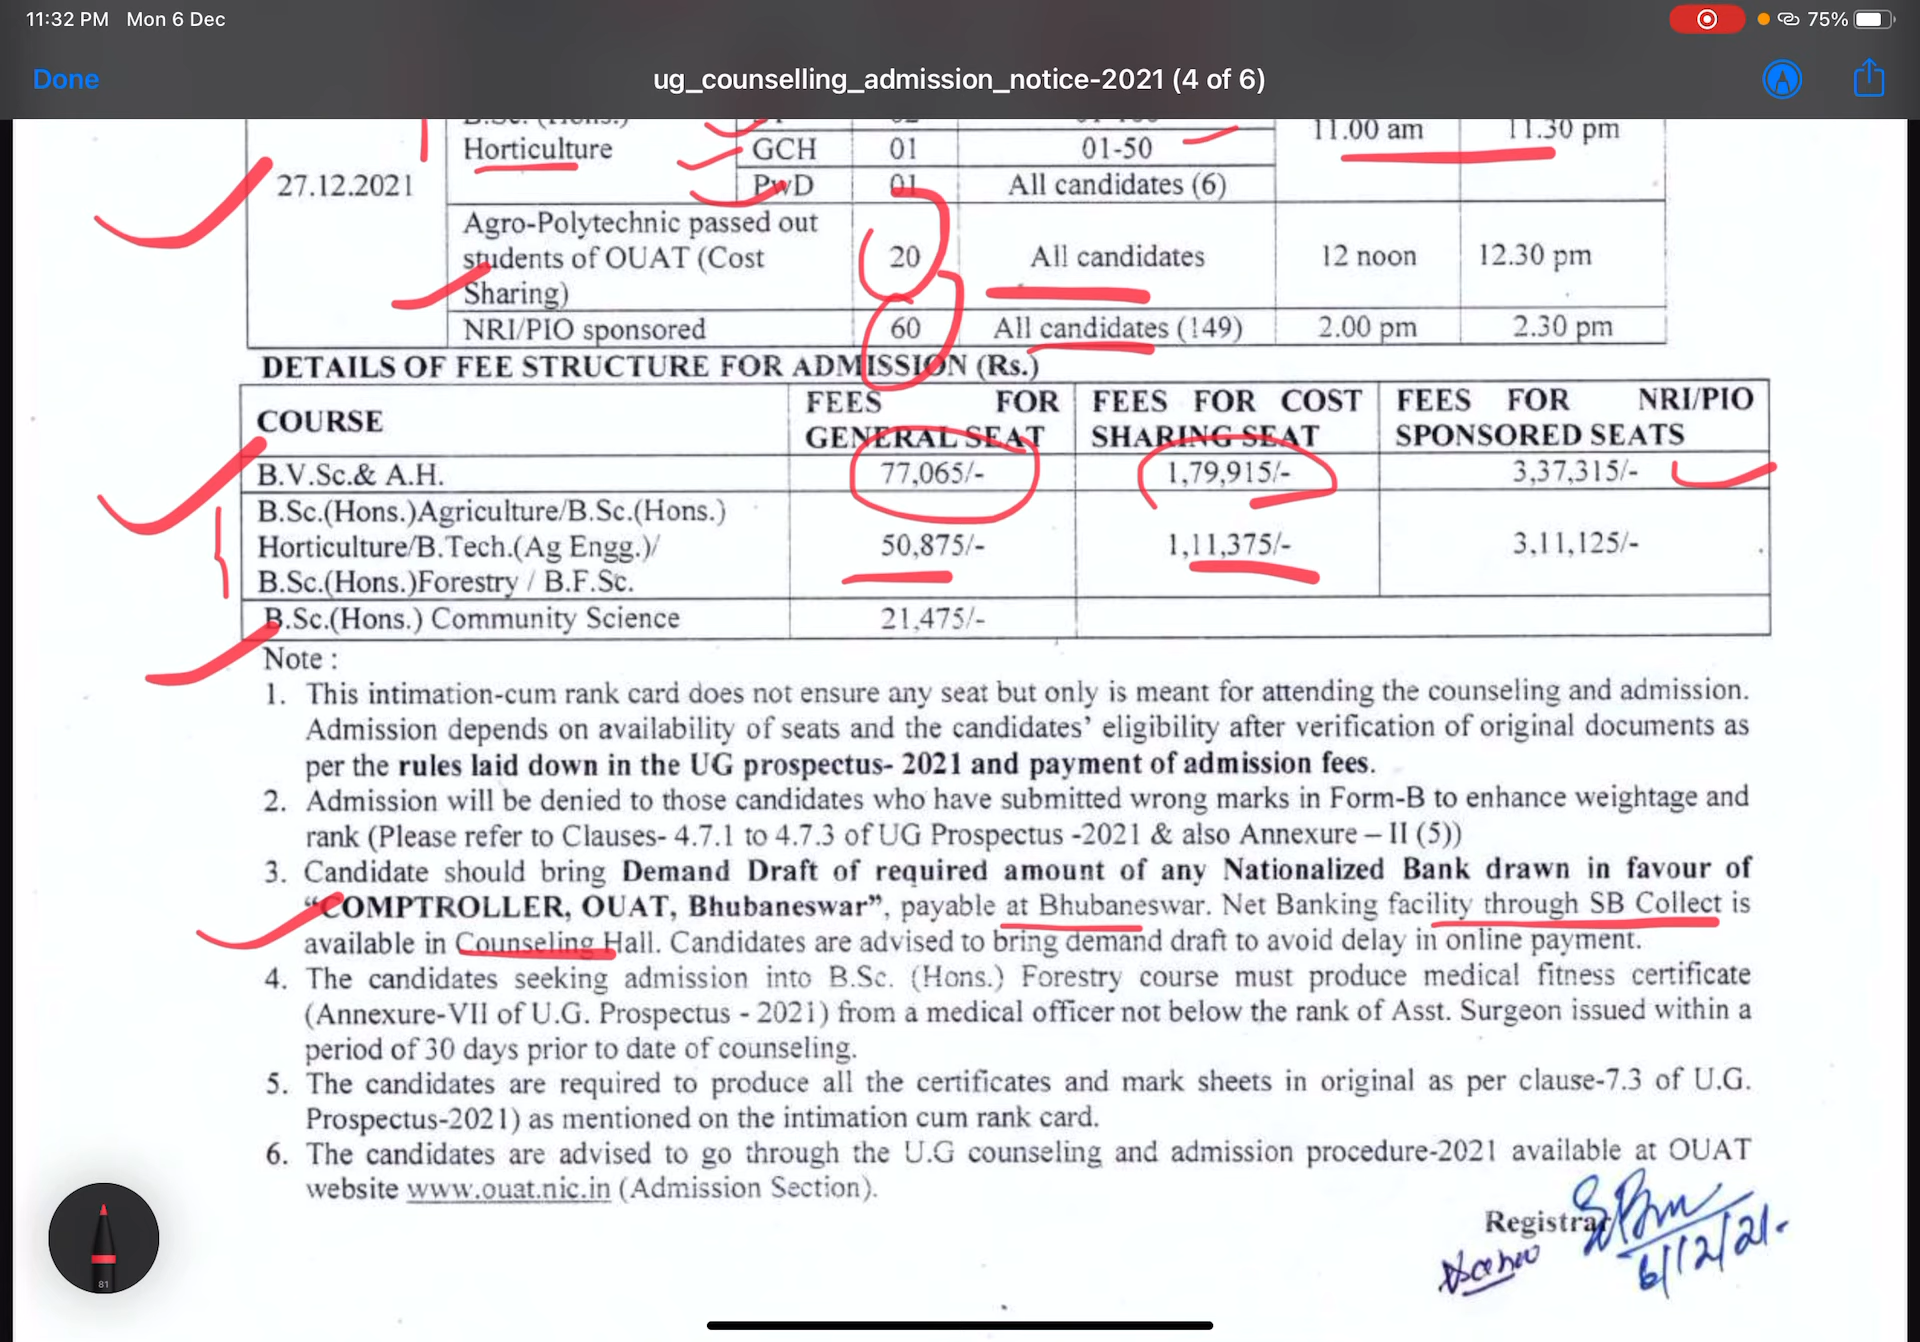 11:32 PM Mon 6 Dec
75%
Done
ug_counselling_admission_notice-2021 (4 of 6)
B.Sc. (Hons.)
Horticulture
11.00 am 11.30 pm
GCH 01 01-50
27.12.2021
PwD 01 All candidates (6)
Agro-Polytechnic passed out
students of OUAT (Cost
Sharing)
20 All candidates 12 noon 12.30 pm
NRI/PIO sponsored 60 All candidates (149) 2.00 pm 2.30 pm
DETAILS OF FEE STRUCTURE FOR ADMISSION (Rs.)
COURSE
FEES FOR
GENERAL SEAT
FEES FOR COST
SHARING SEAT
FEES FOR NRI/PIO
SPONSORED SEATS
B.V.Sc.& A.H. 77,065/- 1,79,915/- 3,37,315/-
B.Sc.(Hons.)Agriculture/B.Sc.(Hons.)
Horticulture/B.Tech.(Ag Engg.)/
B.Sc.(Hons.)Forestry / B.F.Sc.
50,875/- 1,11,375/- 3,11,125/-
B.Sc.(Hons.) Community Science 21,475/-
Note :
1. This intimation-cum rank card does not ensure any seat but only is meant for attending the counseling and admission.
Admission depends on availability of seats and the candidates’ eligibility after verification of original documents as
per the rules laid down in the UG prospectus- 2021 and payment of admission fees.
2. Admission will be denied to those candidates who have submitted wrong marks in Form-B to enhance weightage and
rank (Please refer to Clauses- 4.7.1 to 4.7.3 of UG Prospectus -2021 & also Annexure – II (5))
3. Candidate should bring Demand Draft of required amount of any Nationalized Bank drawn in favour of
“COMPTROLLER, OUAT, Bhubaneswar”, payable at Bhubaneswar. Net Banking facility through SB Collect is
available in Counseling Hall. Candidates are advised to bring demand draft to avoid delay in online payment.
4. The candidates seeking admission into B.Sc. (Hons.) Forestry course must produce medical fitness certificate
(Annexure-VII of U.G. Prospectus - 2021) from a medical officer not below the rank of Asst. Surgeon issued within a
period of 30 days prior to date of counseling.
5. The candidates are required to produce all the certificates and mark sheets in original as per clause-7.3 of U.G.
Prospectus-2021) as mentioned on the intimation cum rank card.
6. The candidates are advised to go through the U.G counseling and admission procedure-2021 available at OUAT
website www.ouat.nic.in (Admission Section).
Registrar
6/12/21
81